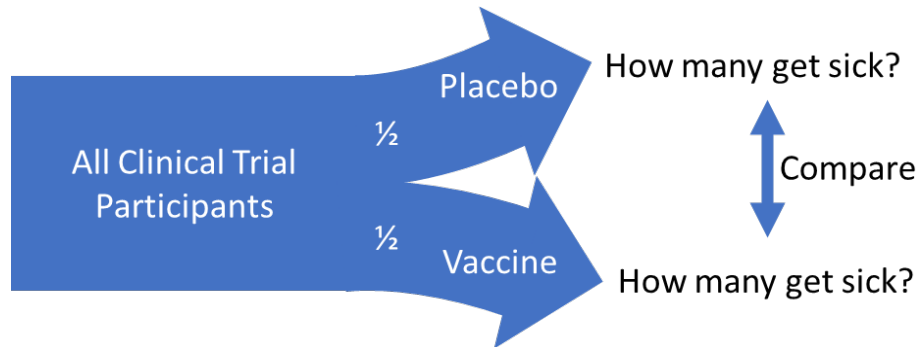 Placebo
How many get sick?
½
All Clinical Trial
Participants
Compare
½
Vaccine
How many get sick?